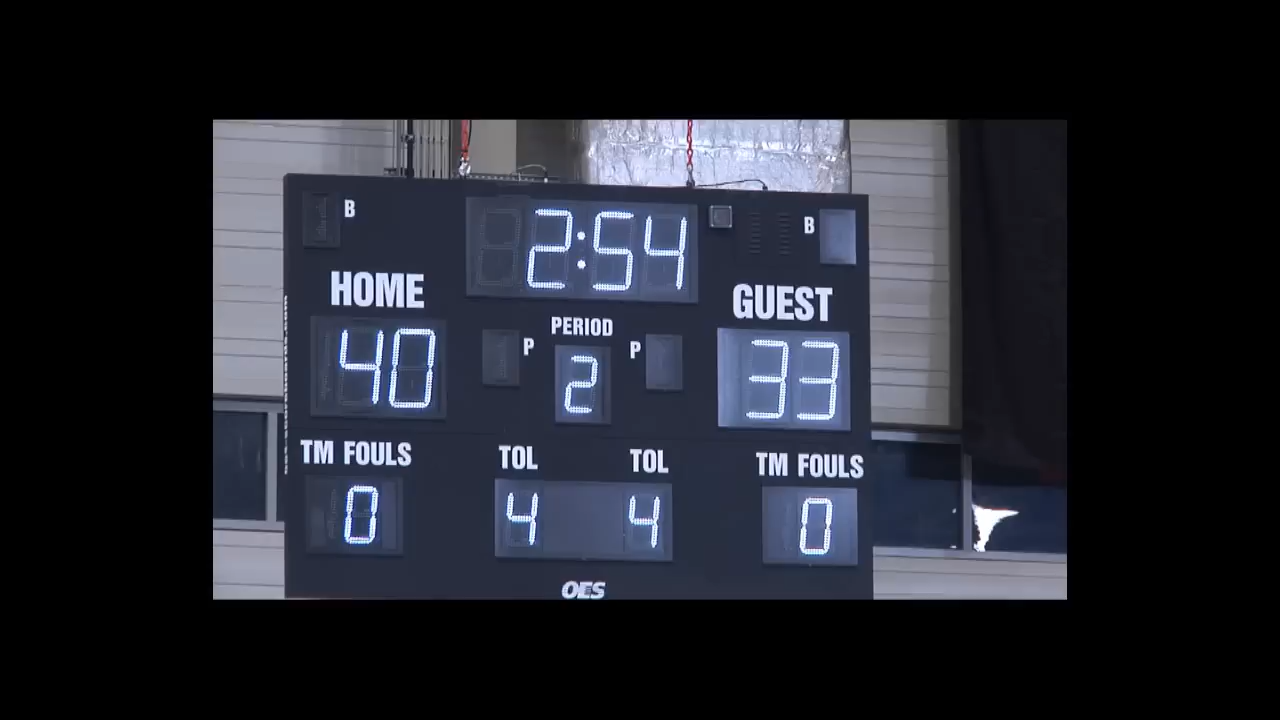 B 2:54 B
HOME GUEST
PERIOD
40 P 2 P 33
TM FOULS TOL TOL TM FOULS
0 4 4 0
OES